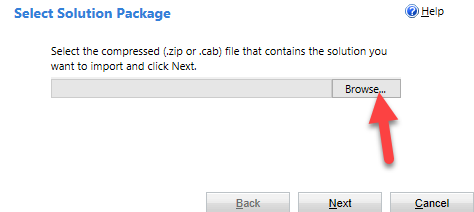 Select Solution Package
Help
Select the compressed (.zip or .cab) file that contains the solution you
want to import and click Next.
Browse...
Back
Next
Cancel